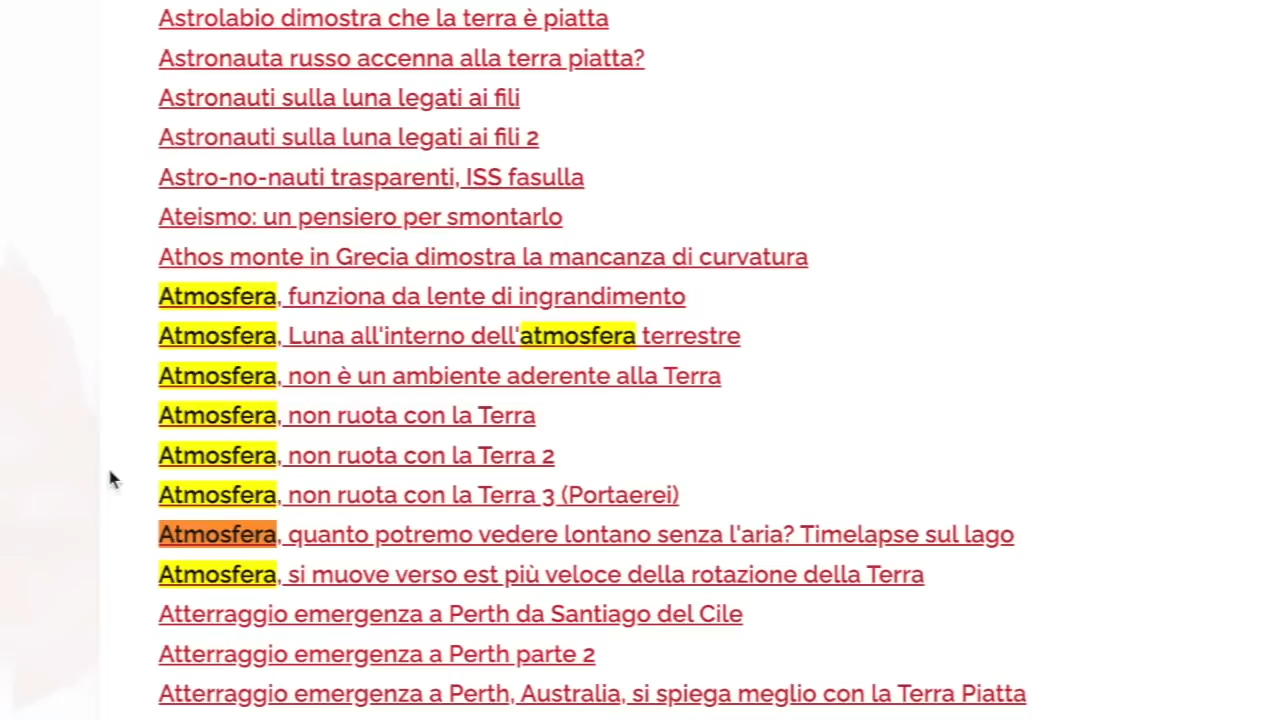 Astrolabio dimostra che la terra è piatta
Astronauta russo accenna alla terra piatta?
Astronauti sulla luna legati ai fili
Astronauti sulla luna legati ai fili 2
Astro-no-nauti trasparenti, ISS fasulla
Ateismo: un pensiero per smontarlo
Athos monte in Grecia dimostra la mancanza di curvatura
Atmosfera, funziona da lente di ingrandimento
Atmosfera, Luna all'interno dell'atmosfera terrestre
Atmosfera, non è un ambiente aderente alla Terra
Atmosfera, non ruota con la Terra
Atmosfera, non ruota con la Terra 2
Atmosfera, non ruota con la Terra 3 (Portaerei)
Atmosfera, quanto potremo vedere lontano senza l'aria? Timelapse sul lago
Atmosfera, si muove verso est più veloce della rotazione della Terra
Atterraggio emergenza a Perth da Santiago del Cile
Atterraggio emergenza a Perth parte 2
Atterraggio emergenza a Perth, Australia, si spiega meglio con la Terra Piatta